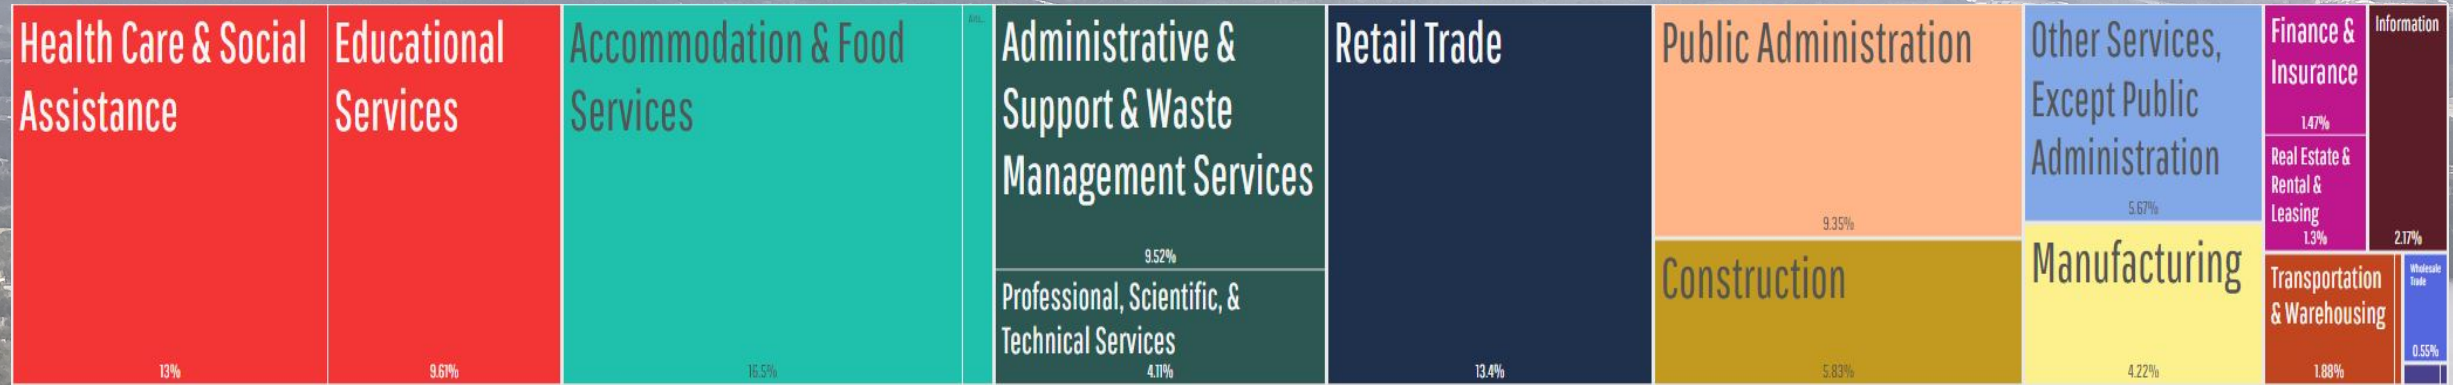 Health Care & Social
Assistance
13%
Educational
Services
9.61%
Accommodation & Food
Services
16.5%
Administrative &
Support & Waste
Management Services
9.52%
Professional, Scientific, &
Technical Services
4.11%
Retail Trade
13.4%
Public Administration
9.35%
Construction
5.83%
Other Services,
Except Public
Administration
5.67%
Manufacturing
4.22%
Finance &
Insurance
1.47%
Real Estate &
Rental &
Leasing
1.3%
Information
2.17%
Transportation
& Warehousing
1.88%
Wholesale
Trade
0.55%